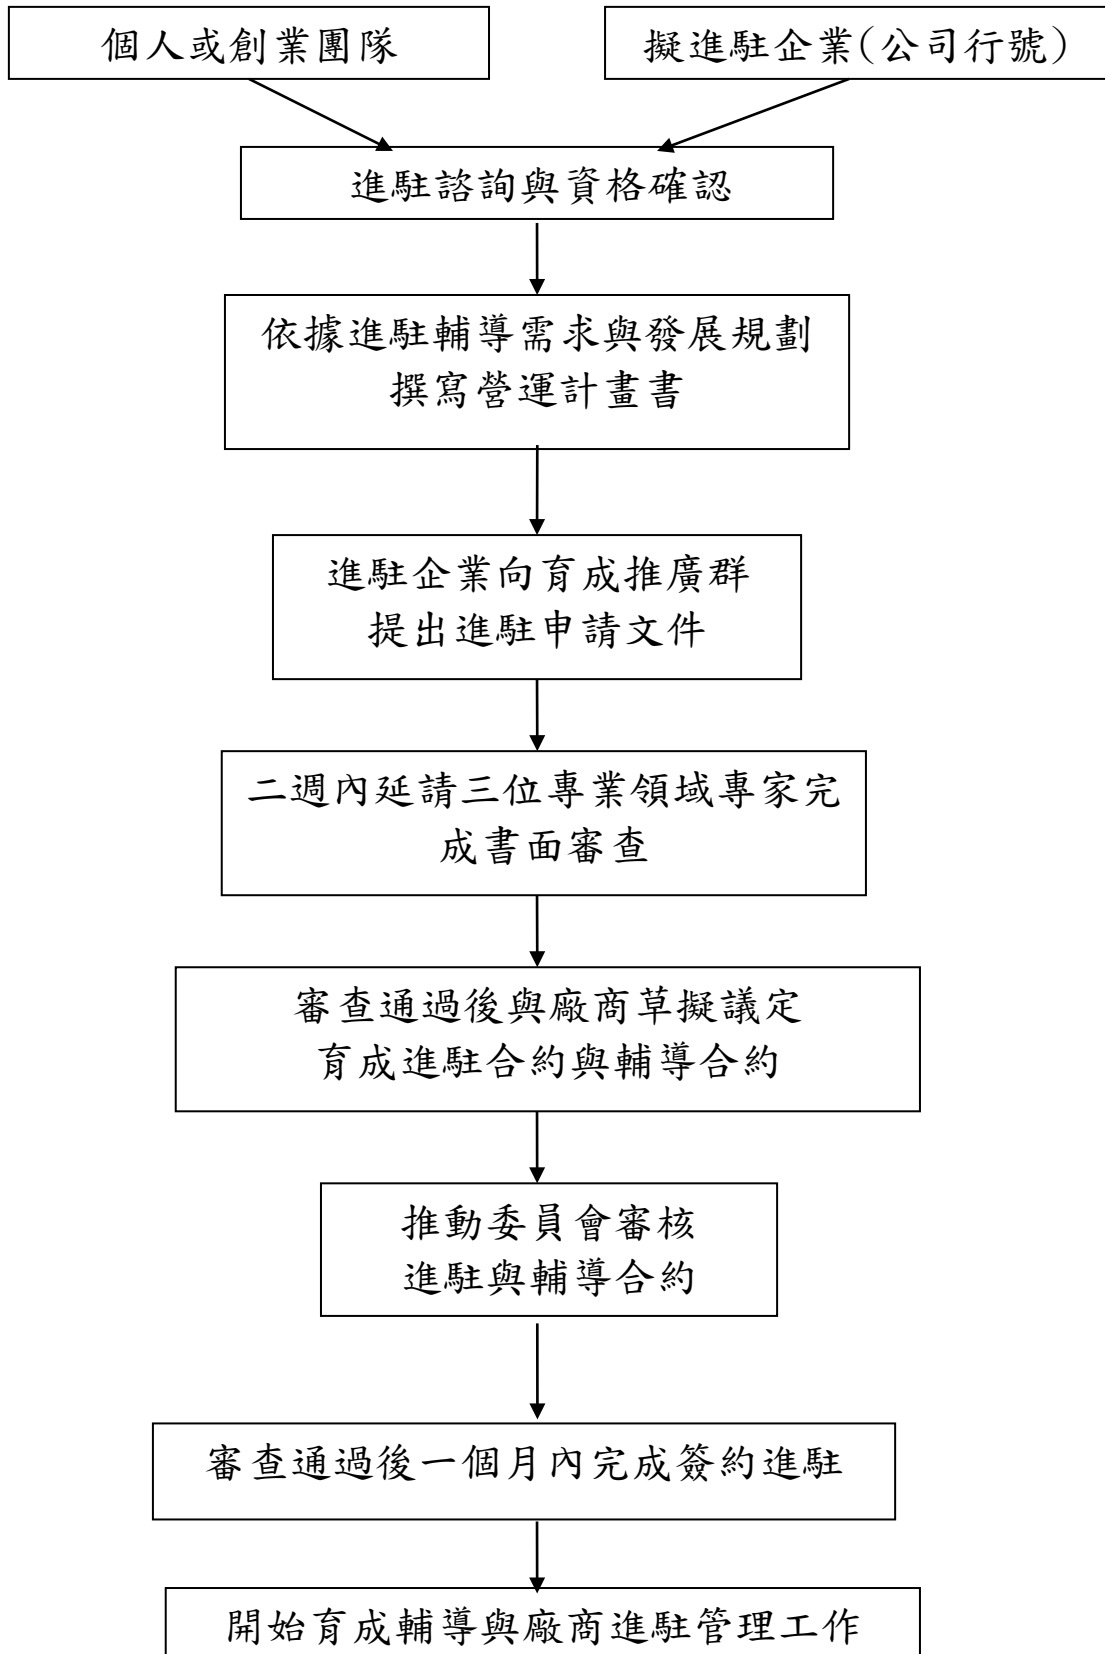 個人或創業團隊
擬進駐企業(公司行號)
進駐諮詢與資格確認
依據進駐輔導需求與發展規劃
撰寫營運計畫書
進駐企業向育成推廣群
提出進駐申請文件
二週內延請三位專業領域專家完
成書面審查
審查通過後與廠商草擬議定
育成進駐合約與輔導合約
推動委員會審核
進駐與輔導合約
審查通過後一個月內完成簽約進駐
開始育成輔導與廠商進駐管理工作